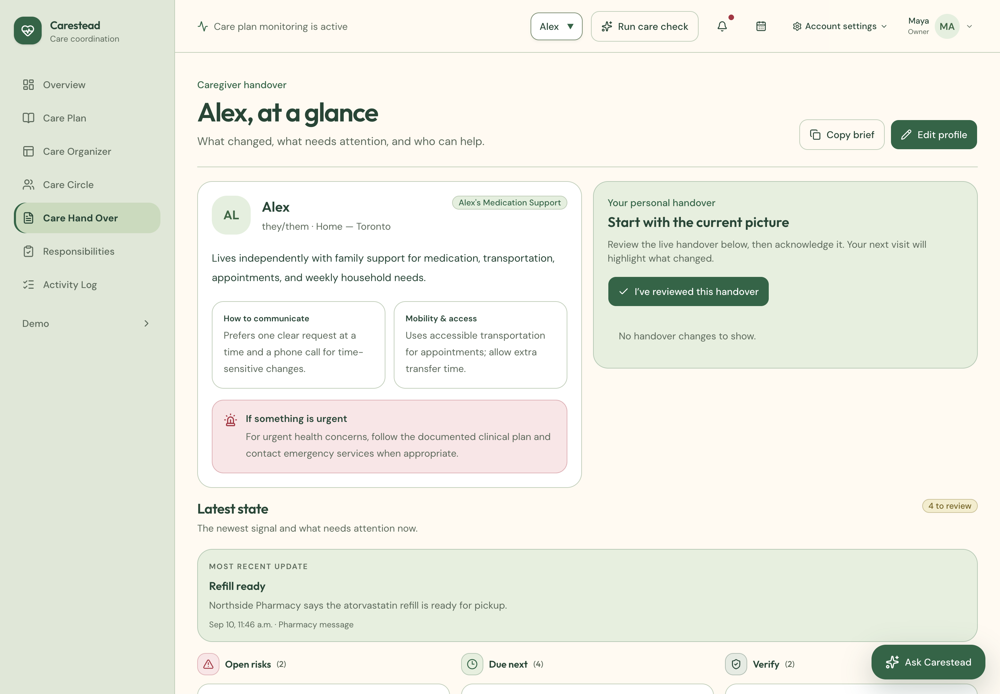 Carestead
Care coordination
Overview
Care Plan
Care Organizer
Care Circle
Care Hand Over
Responsibilities
Activity Log
Demo
Care plan monitoring is active
Alex
Run care check
Account settings
Maya
Owner
MA
Caregiver handover
Alex, at a glance
What changed, what needs attention, and who can help.
Copy brief
Edit profile
AL
Alex
they/them · Home — Toronto
Alex's Medication Support
Lives independently with family support for medication, transportation,
appointments, and weekly household needs.
How to communicate
Prefers one clear request at a
time and a phone call for time-
sensitive changes.
Mobility & access
Uses accessible transportation
for appointments; allow extra
transfer time.
If something is urgent
For urgent health concerns, follow the documented clinical plan and
contact emergency services when appropriate.
Your personal handover
Start with the current picture
Review the live handover below, then acknowledge it. Your next visit will
highlight what changed.
I’ve reviewed this handover
No handover changes to show.
Latest state
4 to review
The newest signal and what needs attention now.
MOST RECENT UPDATE
Refill ready
Northside Pharmacy says the atorvastatin refill is ready for pickup.
Sep 10, 11:46 a.m. · Pharmacy message
Open risks (2)
Due next (4)
Verify (2)
Ask Carestead